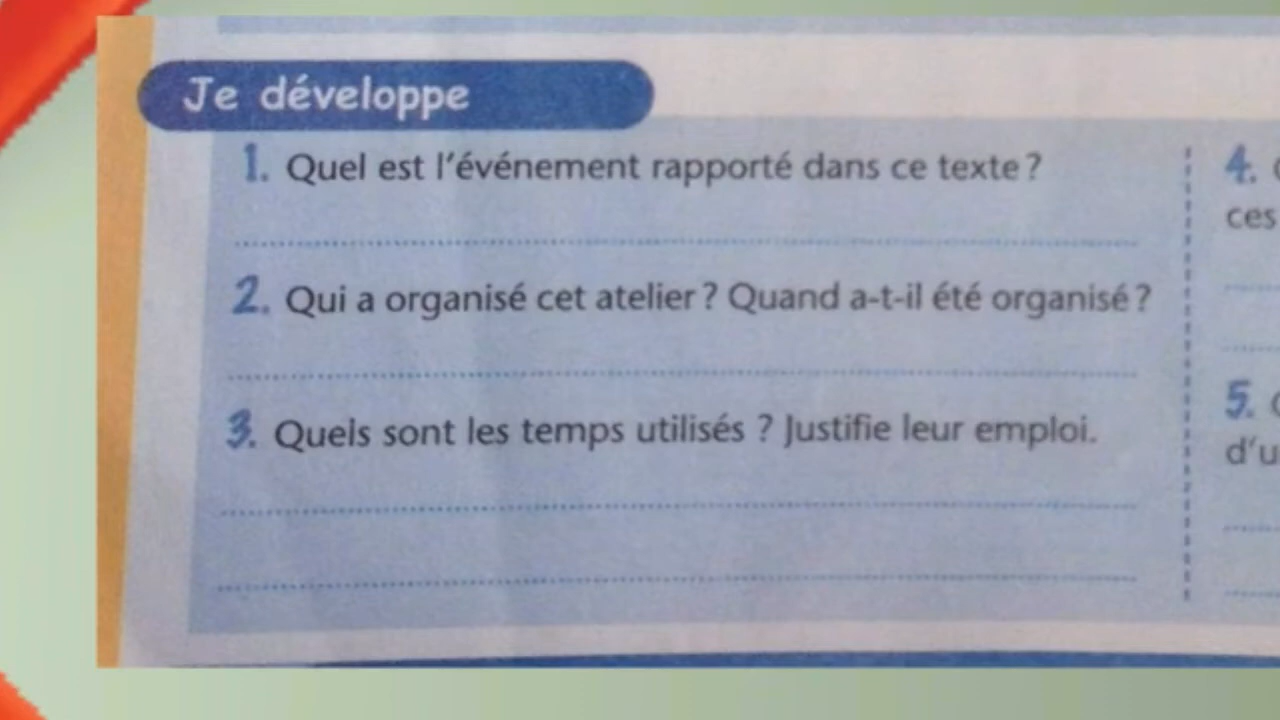 Je développe
1. Quel est l'événement rapporté dans ce texte ?
2. Qui a organisé cet atelier ? Quand a-t-il été organisé ?
3. Quels sont les temps utilisés ? Justifie leur emploi.
4.
ces
5.
d'u